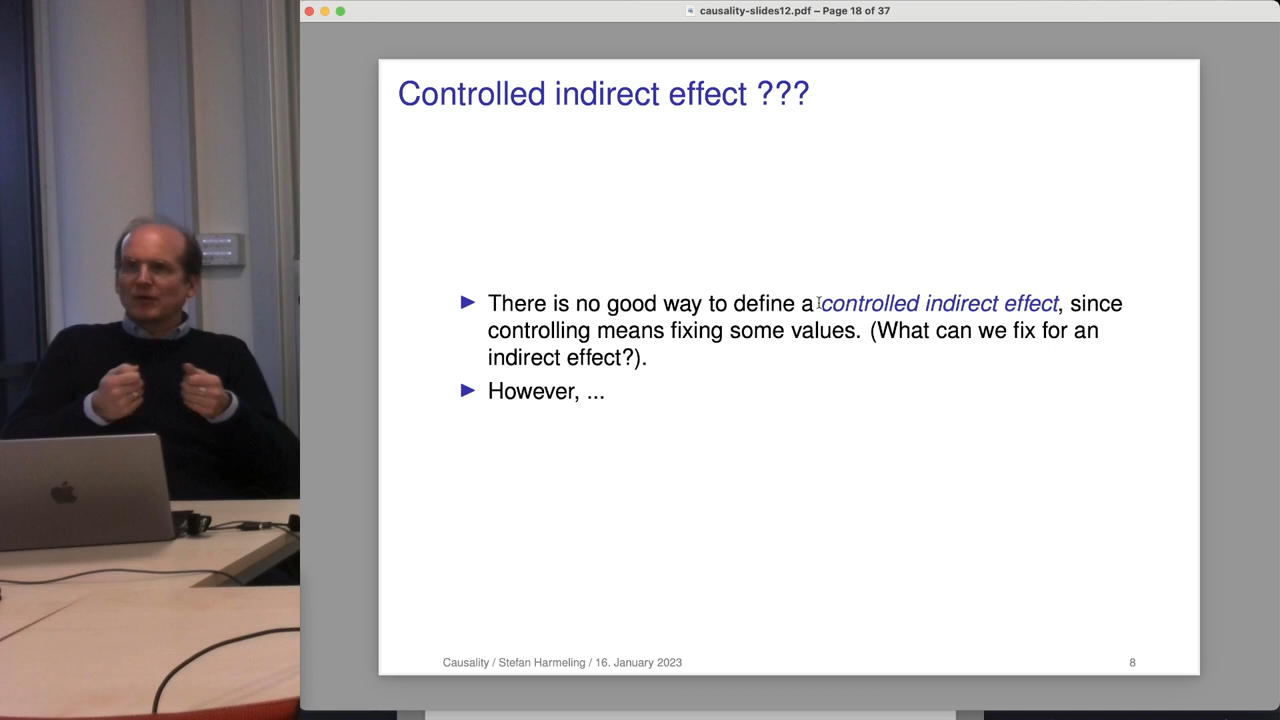 causality-slides12.pdf – Page 18 of 37
Controlled indirect effect ???
There is no good way to define a controlled indirect effect, since
controlling means fixing some values. (What can we fix for an
indirect effect?).
However, ...
Causality / Stefan Harmeling / 16. January 2023
8